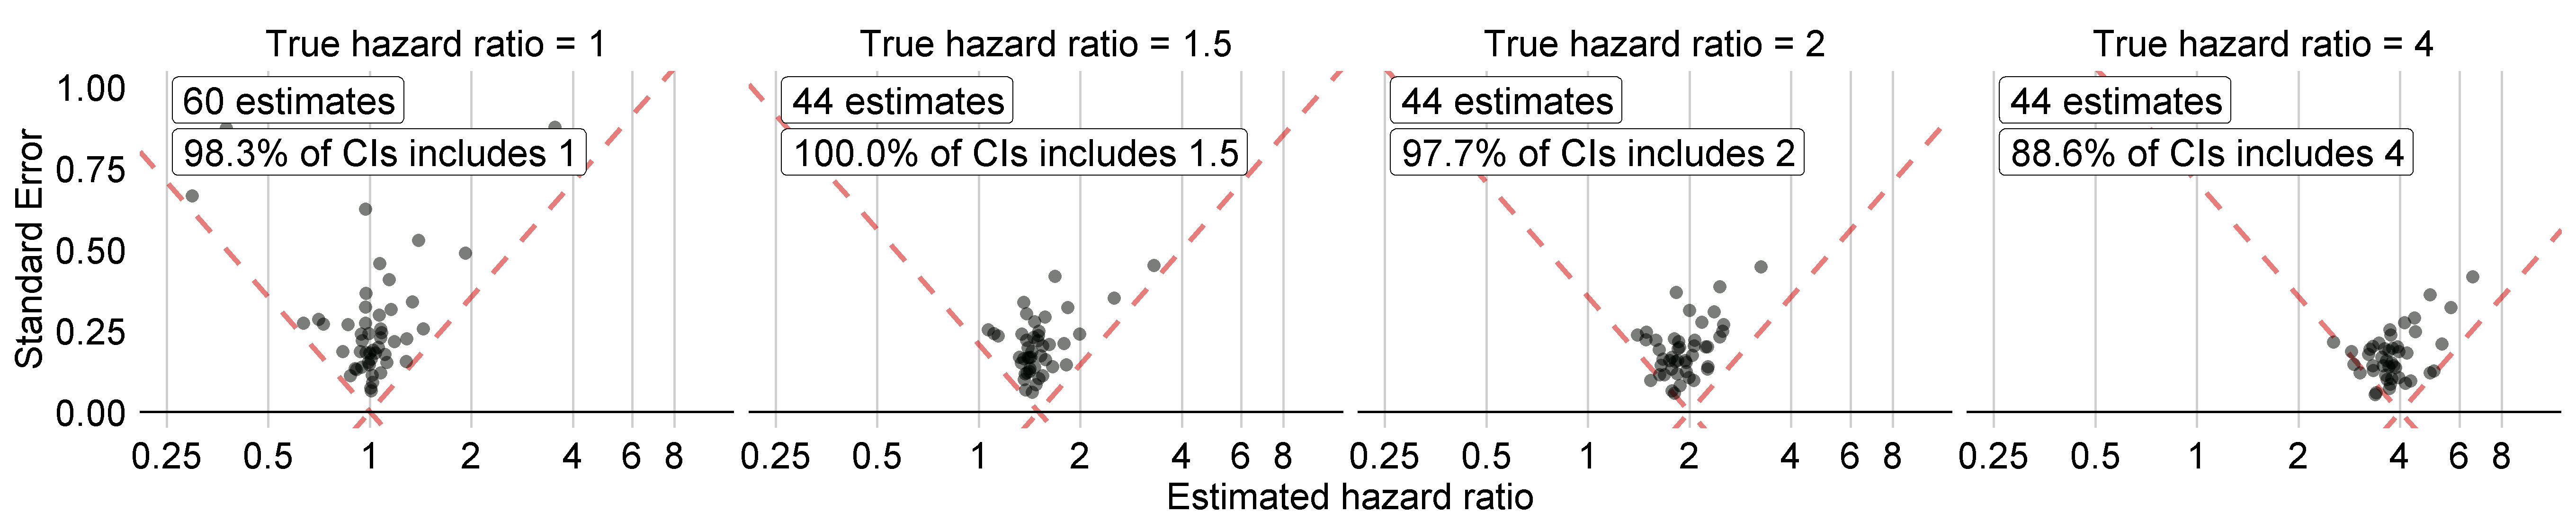 True hazard ratio = 1
True hazard ratio = 1.5
True hazard ratio = 2
True hazard ratio = 4
60 estimates
98.3% of CIs includes 1
44 estimates
100.0% of CIs includes 1.5
44 estimates
97.7% of CIs includes 2
44 estimates
88.6% of CIs includes 4
Standard Error
1.00
0.75
0.50
0.25
0.00
0.25 0.5 1 2 4 6 8
0.25 0.5 1 2 4 6 8
0.25 0.5 1 2 4 6 8
0.25 0.5 1 2 4 6 8
Estimated hazard ratio